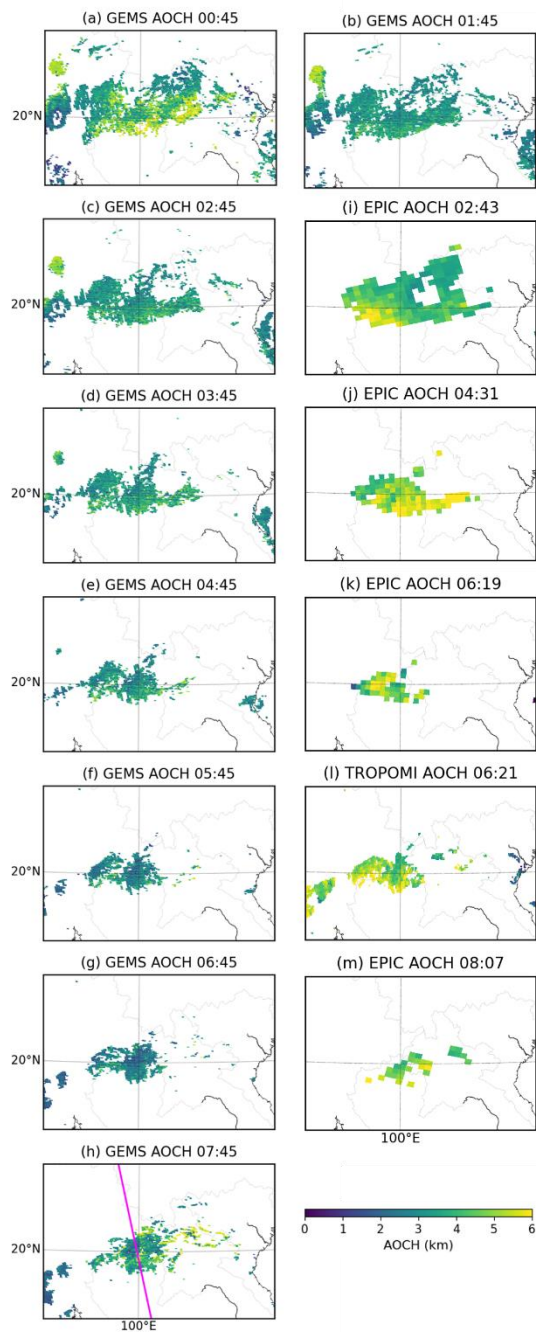 (a) GEMS AOCH 00:45
(b) GEMS AOCH 01:45
20°N
(c) GEMS AOCH 02:45
(i) EPIC AOCH 02:43
20°N
(d) GEMS AOCH 03:45
(j) EPIC AOCH 04:31
20°N
(e) GEMS AOCH 04:45
(k) EPIC AOCH 06:19
20°N
(f) GEMS AOCH 05:45
(l) TROPOMI AOCH 06:21
20°N
(g) GEMS AOCH 06:45
(m) EPIC AOCH 08:07
20°N
100°E
(h) GEMS AOCH 07:45
20°N
100°E
0 1 2 3 4 5 6
AOCH (km)